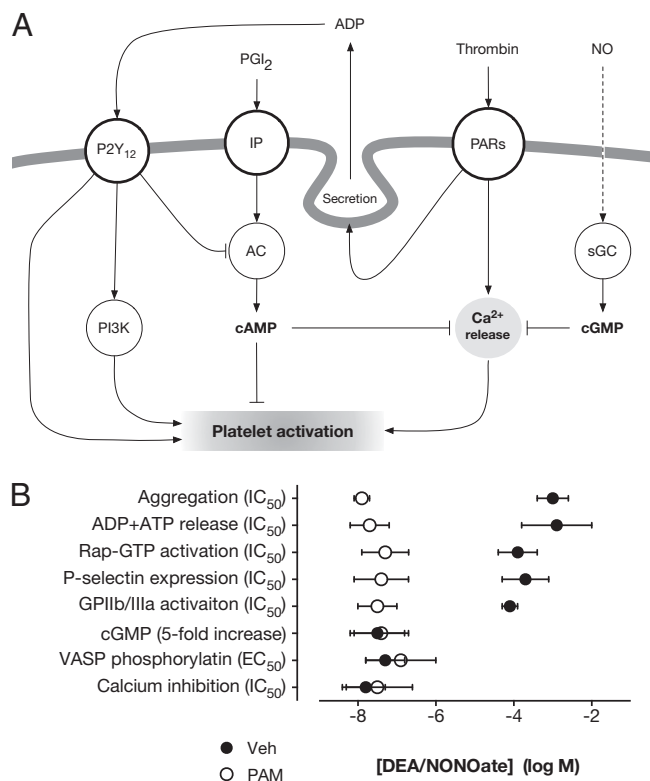 A
ADP
PGI2
Thrombin
NO
P2Y12
IP
PARs
Secretion
AC
sGC
PI3K
cAMP
Ca2+
release
cGMP
Platelet activation
B
Aggregation (IC50)
ADP+ATP release (IC50)
Rap-GTP activation (IC50)
P-selectin expression (IC50)
GPIIb/IIIa activaiton (IC50)
cGMP (5-fold increase)
VASP phosphorylatin (EC50)
Calcium inhibition (IC50)
-8 -6 -4 -2
Veh
PAM
[DEA/NONOate] (log M)